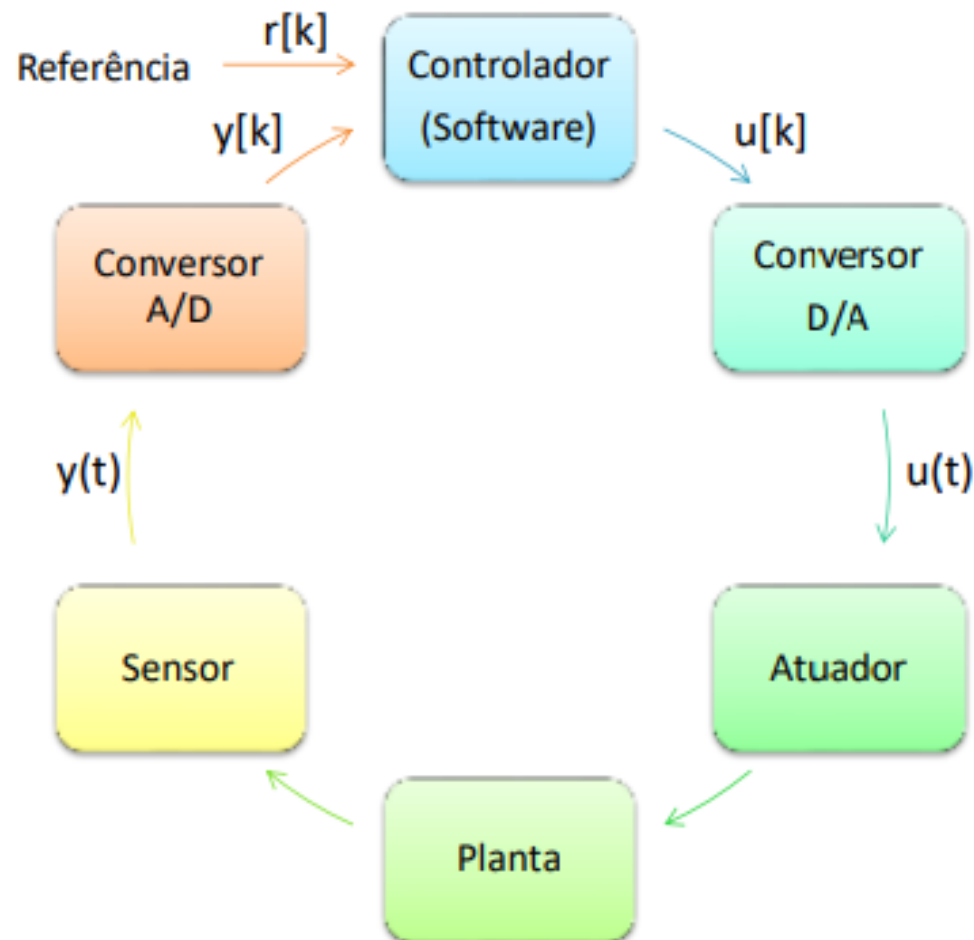 r[k]
Referência
Controlador
(Software)
y[k]
u[k]
Conversor
A/D
Conversor
D/A
y(t)
u(t)
Sensor
Atuador
Planta